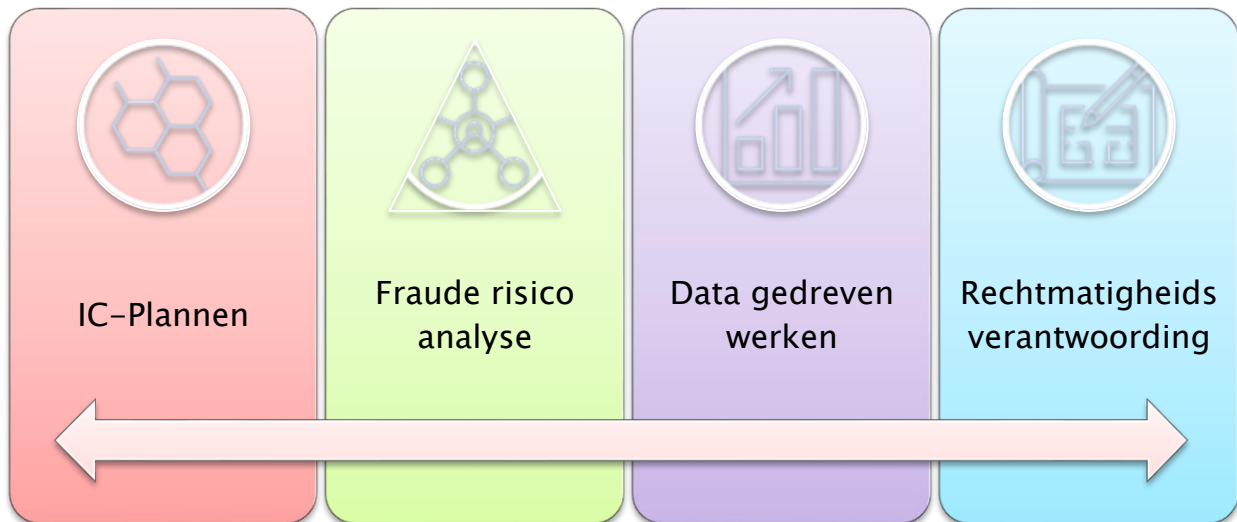 IC-Plannen
Fraude risico
analyse
Data gedreven
werken
Rechtmatigheids
verantwoording